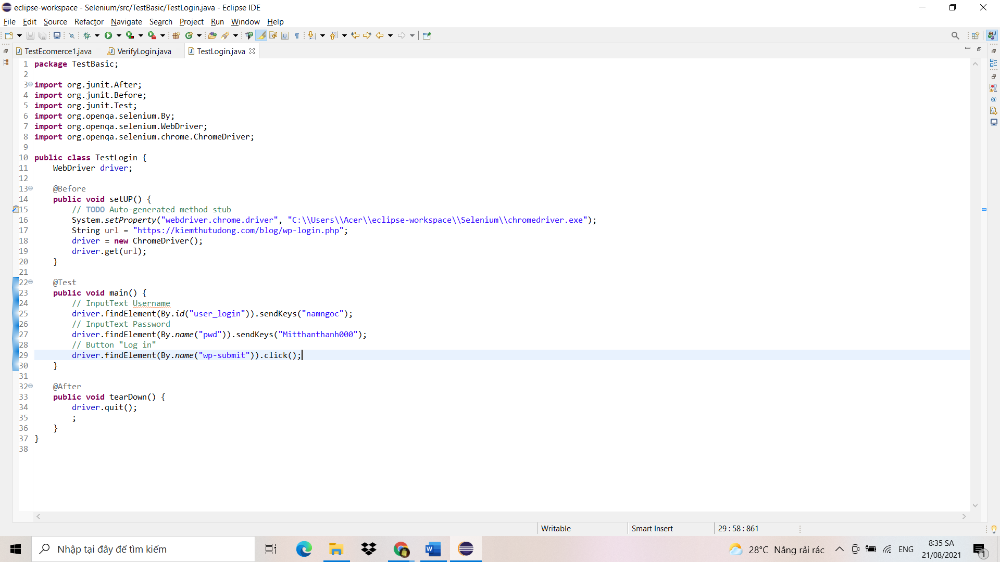 eclipse-workspace - Selenium/src/TestBasic/TestLogin.java - Eclipse IDE
File Edit Source Refactor Navigate Search Project Run Window Help
TestEcomerce1.java VerifyLogin.java TestLogin.java
1 package TestBasic;
2
3 import org.junit.After;
4 import org.junit.Before;
5 import org.junit.Test;
6 import org.openqa.selenium.By;
7 import org.openqa.selenium.WebDriver;
8 import org.openqa.selenium.chrome.ChromeDriver;
9
10 public class TestLogin {
11 WebDriver driver;
12
13 @Before
14 public void setUP() {
15 // TODO Auto-generated method stub
16 System.setProperty("webdriver.chrome.driver", "C:\\Users\\Acer\\eclipse-workspace\\Selenium\\chromedriver.exe");
17 String url = "https://kiemthutudong.com/blog/wp-login.php";
18 driver = new ChromeDriver();
19 driver.get(url);
20 }
21
22 @Test
23 public void main() {
24 // InputText Username
25 driver.findElement(By.id("user_login")).sendKeys("namngoc");
26 // InputText Password
27 driver.findElement(By.name("pwd")).sendKeys("Mitthanthanh000");
28 // Button "Log in"
29 driver.findElement(By.name("wp-submit")).click();
30 }
31
32 @After
33 public void tearDown() {
34 driver.quit();
35 ;
36 }
37 }
38
Writable Smart Insert 29 : 58 : 861
Nhập tại đây để tìm kiếm
28°C Nắng rải rác ENG
8:35 SA
21/08/2021
1